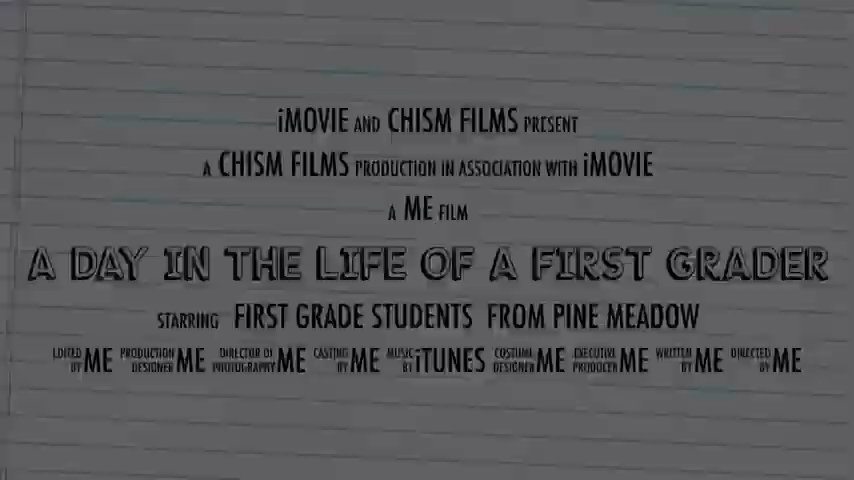 iMOVIE AND CHISM FILMS PRESENT
A CHISM FILMS PRODUCTION IN ASSOCIATION WITH iMOVIE
A ME FILM
A DAY IN THE LIFE OF A FIRST GRADER
STARRING FIRST GRADE STUDENTS FROM PINE MEADOW
EDITED BY ME PRODUCTION DESIGNER ME DIRECTOR OF PHOTOGRAPHY ME CASTING BY ME MUSIC BY iTUNES COSTUME DESIGNER ME EXECUTIVE PRODUCER ME WRITTEN BY ME DIRECTED BY ME